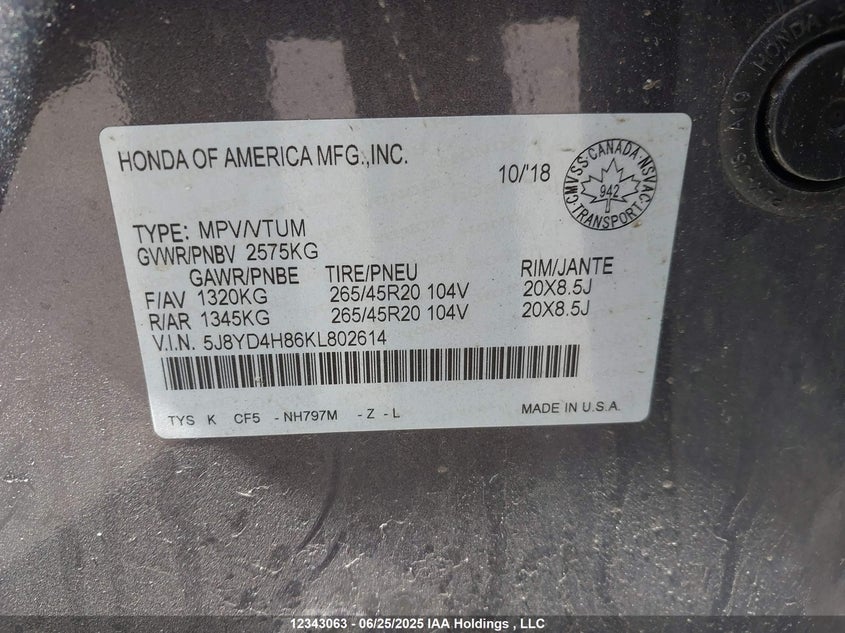 HONDA OF AMERICA MFG.,INC.
10/'18
CMVSS-CANADA-NSVAC
942
TRANSPORT
TYPE: MPV/VTUM
GVWR/PNBV 2575KG
GAWR/PNBE TIRE/PNEU RIM/JANTE
F/AV 1320KG 265/45R20 104V 20X8.5J
R/AR 1345KG 265/45R20 104V 20X8.5J
V.I.N. 5J8YD4H86KL802614
TYS K CF5 -NH797M -Z -L MADE IN U.S.A.
A19 HONDA
12343063 - 06/25/2025 IAA Holdings , LLC